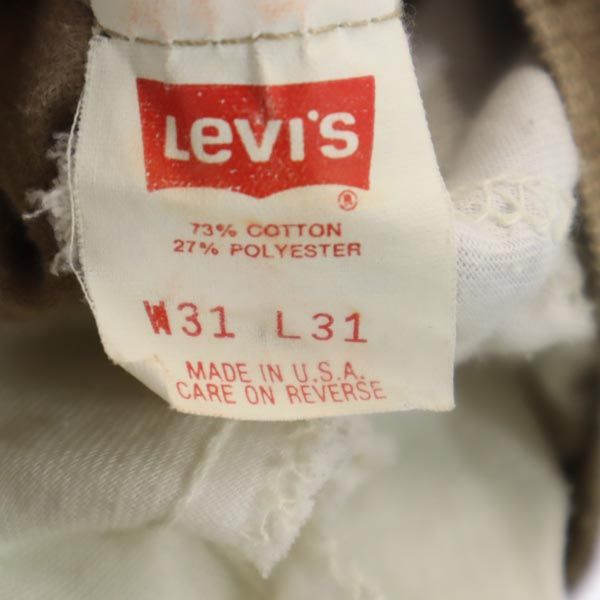 Levi's
®
73% COTTON
27% POLYESTER
W31 L31
MADE IN U.S.A.
CARE ON REVERSE